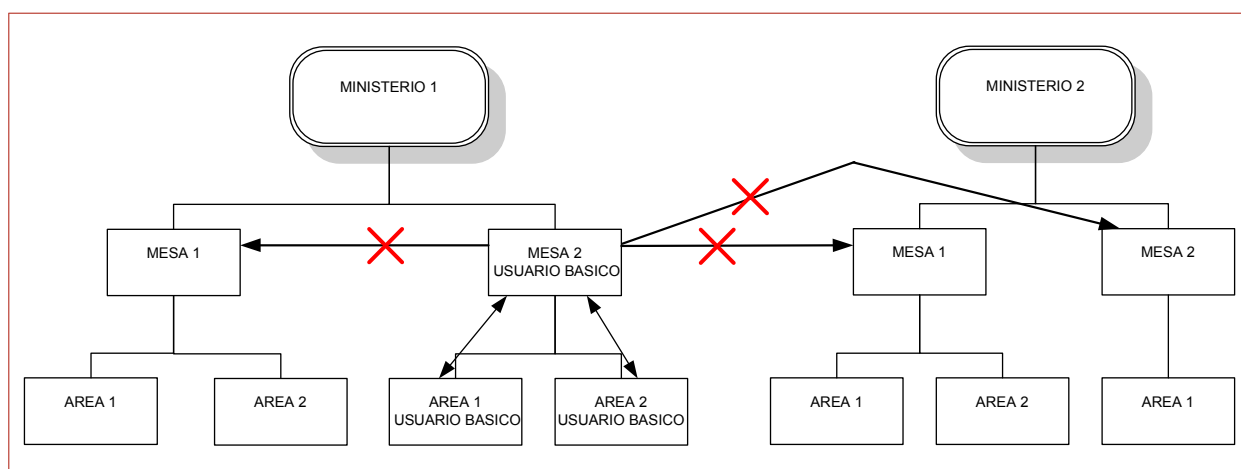 MINISTERIO 1
MINISTERIO 2
MESA 1
MESA 2
USUARIO BASICO
MESA 1
MESA 2
AREA 1
AREA 2
AREA 1
USUARIO BASICO
AREA 2
USUARIO BASICO
AREA 1
AREA 2
AREA 1